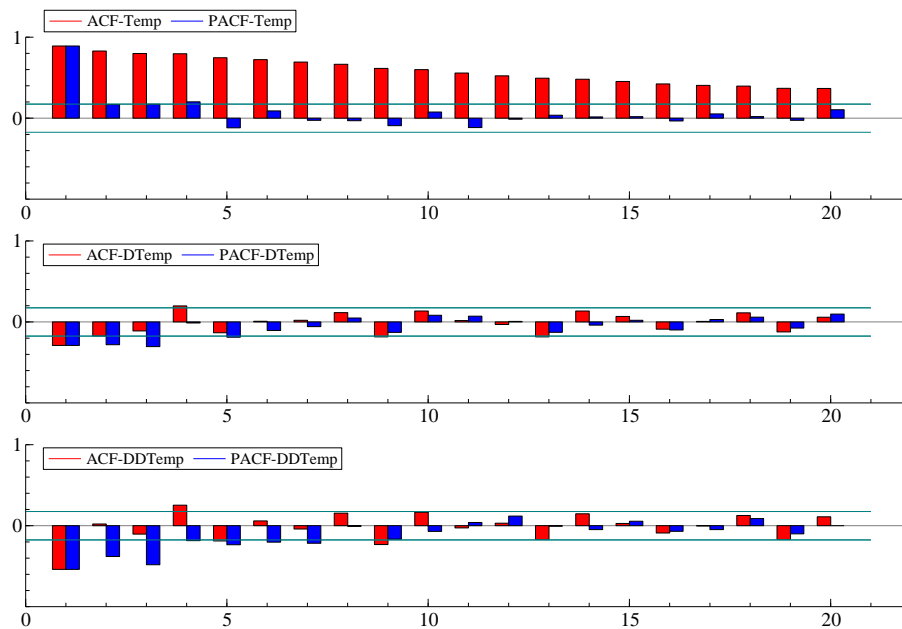 ACF-Temp PACF-Temp
1
0
0 5 10 15 20
ACF-DTemp PACF-DTemp
1
0
0 5 10 15 20
ACF-DDTemp PACF-DDTemp
1
0
0 5 10 15 20